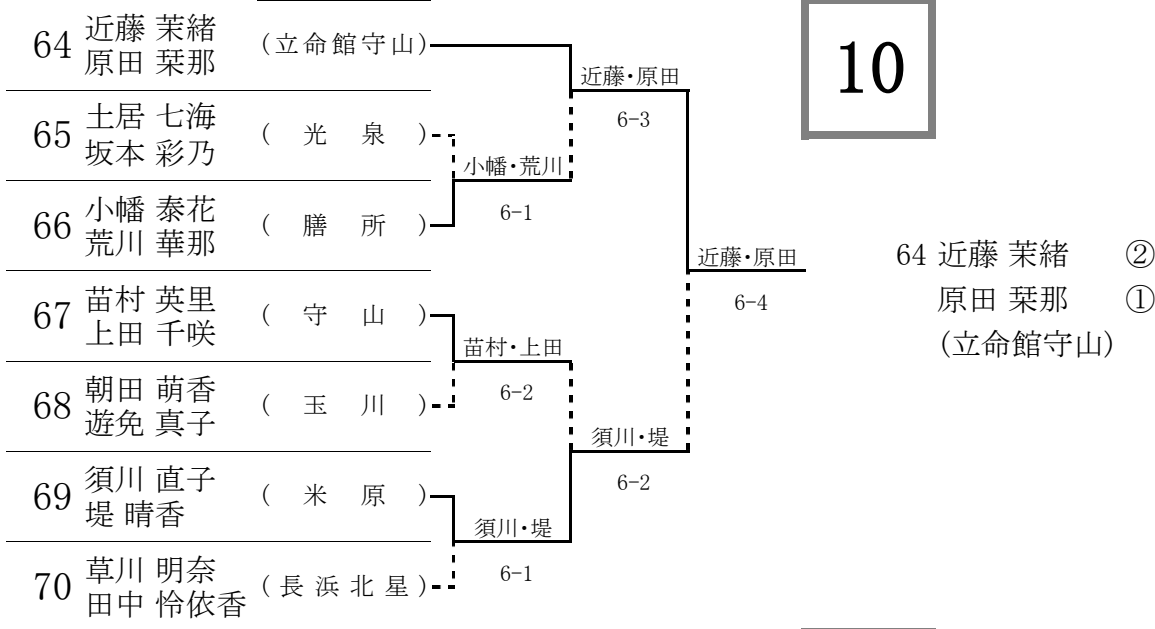 64 近藤 茉緒 (立命館守山)
原田 栞那
65 土居 七海 ( 光 泉 )
坂本 彩乃
66 小幡 泰花 ( 膳 所 )
荒川 華那
67 苗村 英里 ( 守 山 )
上田 千咲
68 朝田 萌香 ( 玉 川 )
遊免 真子
69 須川 直子 ( 米 原 )
堤 晴香
70 草川 明奈 (長浜北星)
田中 怜依香
小幡・荒川
6-1
苗村・上田
6-2
須川・堤
6-1
近藤・原田
6-3
須川・堤
6-2
近藤・原田
6-4
10
64 近藤 茉緒 ②
原田 栞那 ①
(立命館守山)